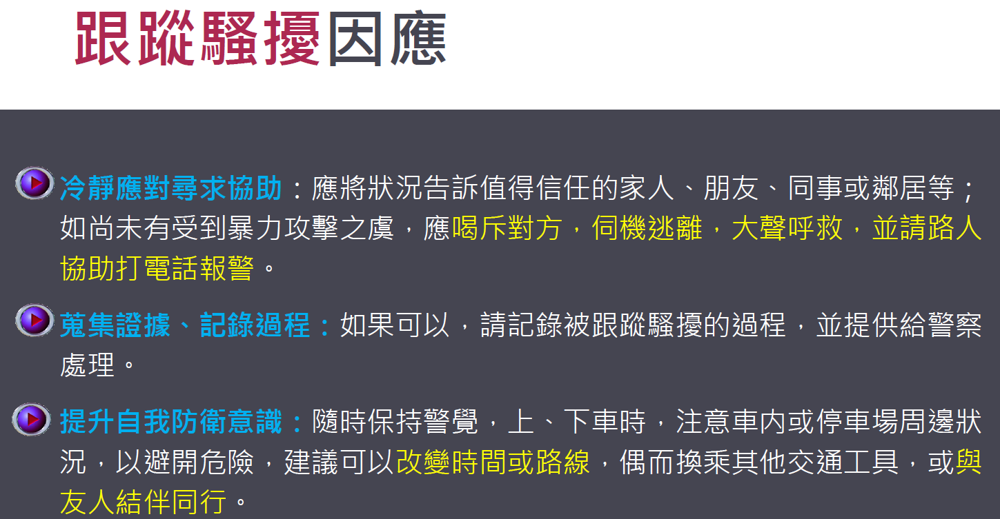 跟蹤騷擾因應
冷靜應對尋求協助：應將狀況告訴值得信任的家人、朋友、同事或鄰居等；
如尚未有受到暴力攻擊之虞，應喝斥對方，伺機逃離，大聲呼救，並請路人
協助打電話報警。
蒐集證據、記錄過程：如果可以，請記錄被跟蹤騷擾的過程，並提供給警察
處理。
提升自我防衛意識：隨時保持警覺，上、下車時，注意車內或停車場周邊狀
況，以避開危險，建議可以改變時間或路線，偶而換乘其他交通工具，或與
友人結伴同行。